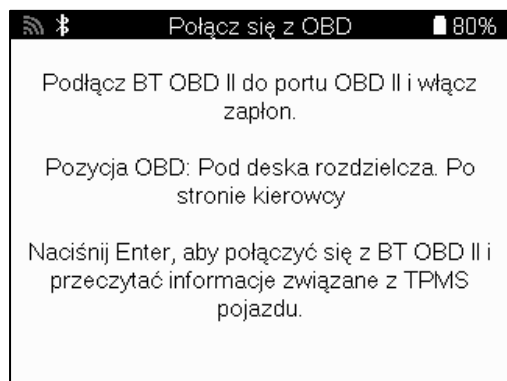 Połącz się z OBD 80%
Podłącz BT OBD II do portu OBD II i włącz
zapłon.
Pozycja OBD: Pod deska rozdzielcza. Po
stronie kierowcy
Naciśnij Enter, aby połączyć się z BT OBD II i
przeczytać informacje związane z TPMS
pojazdu.